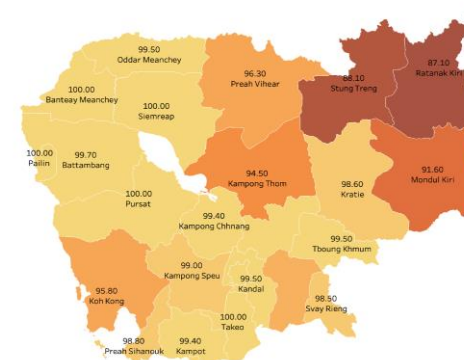 99.50
Oddar Meanchey
96.30
Preah Vihear
88.10
Stung Treng
87.10
Ratanak Kiri
100.00
Banteay Meanchey
100.00
Siemreap
100.00
Pailin
99.70
Battambang
94.50
Kampong Thom
91.60
Mondul Kiri
100.00
Pursat
98.60
Kratie
99.40
Kampong Chhnang
99.50
Tboung Khmum
99.00
Kampong Speu
99.50
Kandal
95.80
Koh Kong
98.50
Svay Rieng
100.00
Takeo
98.80
Preah Sihanouk
99.40
Kampot